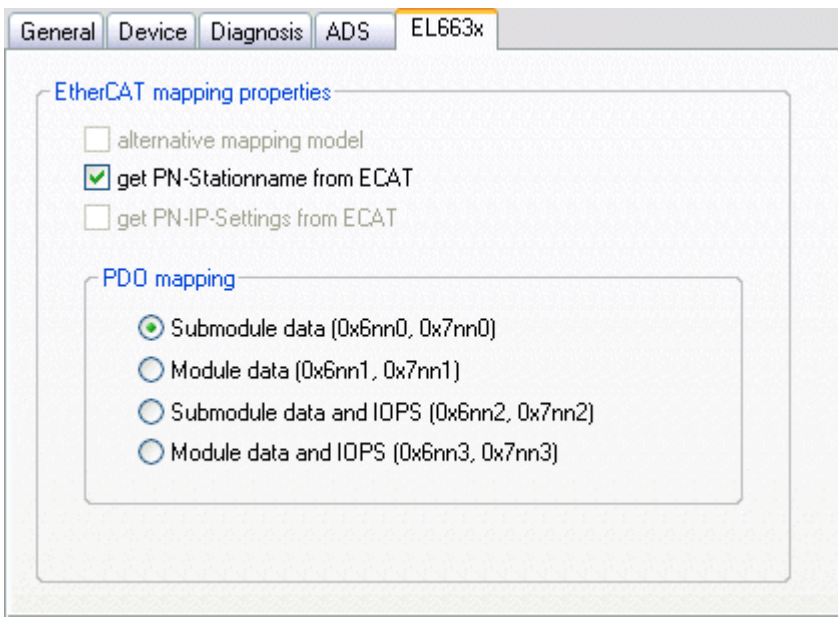 General Device Diagnosis ADS EL663x
EtherCAT mapping properties
alternative mapping model
get PN-Stationname from ECAT
get PN-IP-Settings from ECAT
PDO mapping
Submodule data (0x6nn0, 0x7nn0)
Module data (0x6nn1, 0x7nn1)
Submodule data and IOPS (0x6nn2, 0x7nn2)
Module data and IOPS (0x6nn3, 0x7nn3)